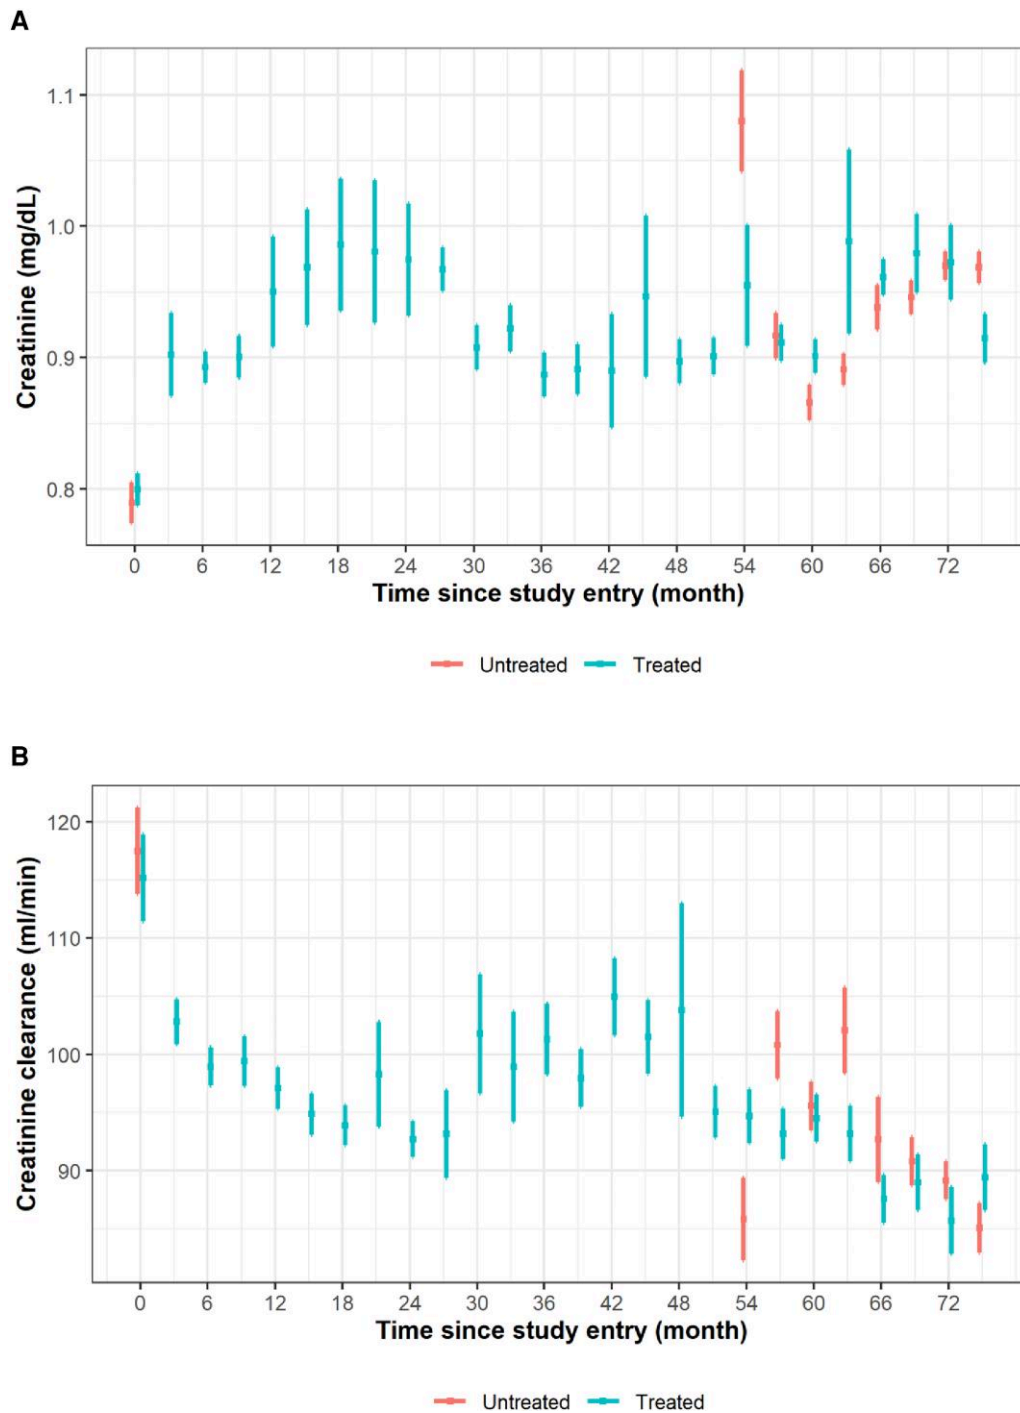 A
1.1
1.0
0.9
0.8
Creatinine (mg/dL)
0 6 12 18 24 30 36 42 48 54 60 66 72
Time since study entry (month)
Untreated Treated
B
120
110
100
90
Creatinine clearance (ml/min)
0 6 12 18 24 30 36 42 48 54 60 66 72
Time since study entry (month)
Untreated Treated